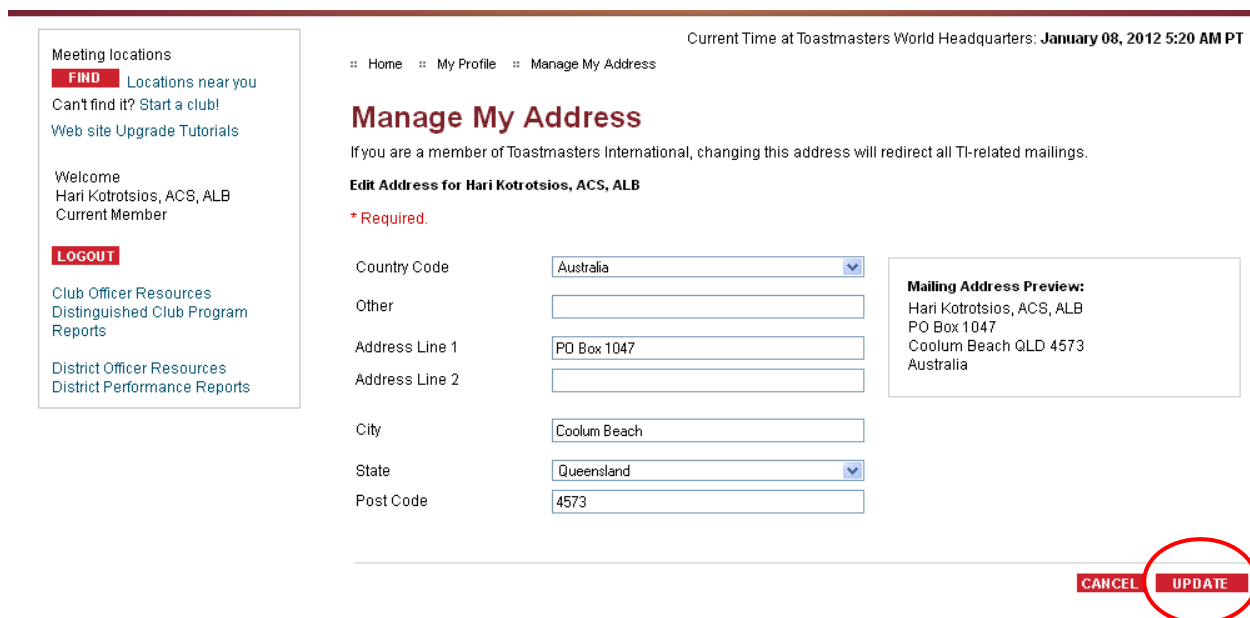 Current Time at Toastmasters World Headquarters: January 08, 2012 5:20 AM PT
Meeting locations
FIND Locations near you
Can't find it? Start a club!
Web site Upgrade Tutorials
Welcome
Hari Kotrotsios, ACS, ALB
Current Member
LOGOUT
Club Officer Resources
Distinguished Club Program
Reports
District Officer Resources
District Performance Reports
:: Home :: My Profile :: Manage My Address
Manage My Address
If you are a member of Toastmasters International, changing this address will redirect all TI-related mailings.
Edit Address for Hari Kotrotsios, ACS, ALB
* Required.
Country Code Australia
Other
Address Line 1 PO Box 1047
Address Line 2
City Coolum Beach
State Queensland
Post Code 4573
Mailing Address Preview:
Hari Kotrotsios, ACS, ALB
PO Box 1047
Coolum Beach QLD 4573
Australia
CANCEL UPDATE